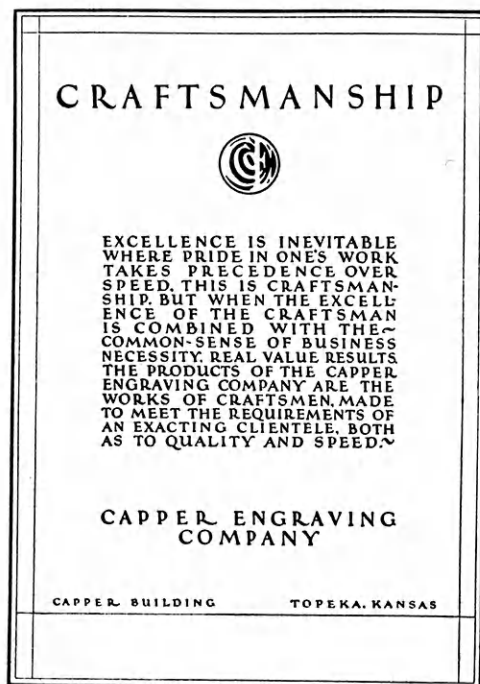 CRAFTSMANSHIP
EXCELLENCE IS INEVITABLE
WHERE PRIDE IN ONE'S WORK
TAKES PRECEDENCE OVER
SPEED. THIS IS CRAFTSMAN-
SHIP. BUT WHEN THE EXCELL-
ENCE OF THE CRAFTSMAN
IS COMBINED WITH THE~
COMMON-SENSE OF BUSINESS
NECESSITY, REAL VALUE RESULTS.
THE PRODUCTS OF THE CAPPER
ENGRAVING COMPANY ARE THE
WORKS OF CRAFTSMEN, MADE
TO MEET THE REQUIREMENTS OF
AN EXACTING CLIENTELE, BOTH
AS TO QUALITY AND SPEED.~
CAPPER ENGRAVING
COMPANY
CAPPER BUILDING TOPEKA, KANSAS